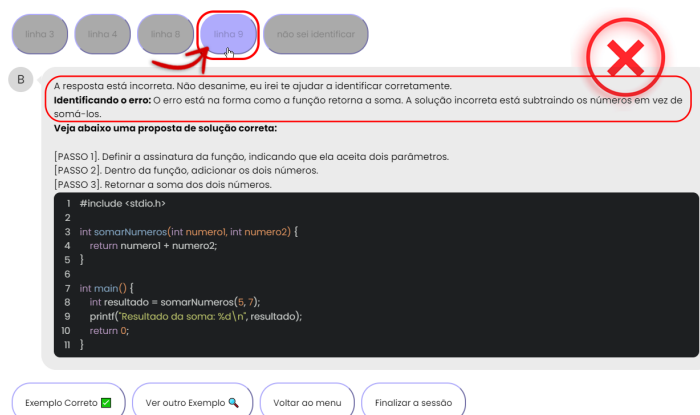 linha 3 linha 4 linha 8 linha 9 não sei identificar
B
A resposta está incorreta. Não desanime, eu irei te ajudar a identificar corretamente.
Identificando o erro: O erro está na forma como a função retorna a soma. A solução incorreta está subtraindo os números em vez de
somá-los.
Veja abaixo uma proposta de solução correta:
[PASSO 1]. Definir a assinatura da função, indicando que ela aceita dois parâmetros.
[PASSO 2]. Dentro da função, adicionar os dois números.
[PASSO 3]. Retornar a soma dos dois números.
1 #include <stdio.h>
2
3 int somarNumeros(int numero1, int numero2) {
4 return numero1 + numero2;
5 }
6
7 int main() {
8 int resultado = somarNumeros(5, 7);
9 printf("Resultado da soma: %d\n", resultado);
10 return 0;
11 }
Exemplo Correto ✅ Ver outro Exemplo 🔍 Voltar ao menu Finalizar a sessão